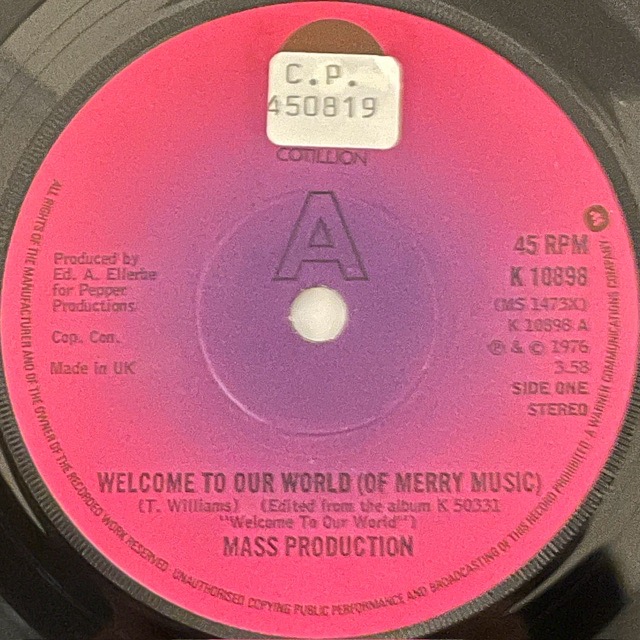 C.P.
450819
COTILLION
A
Produced by
Ed. A. Ellerbe
for Pepper
Productions
Cop. Con.
Made in UK
45 RPM
K 10898
(MS 1473X)
K 10898 A
℗ & © 1976
3.58
SIDE ONE
STEREO
WELCOME TO OUR WORLD (OF MERRY MUSIC)
(T. Williams) (Edited from the album K 50331
"Welcome To Our World")
MASS PRODUCTION
ALL RIGHTS OF THE MANUFACTURER AND OF THE OWNER OF THE RECORDED WORK RESERVED · UNAUTHORISED COPYING PUBLIC PERFORMANCE AND BROADCASTING OF THIS RECORD PROHIBITED · A WARNER COMMUNICATIONS COMPANY